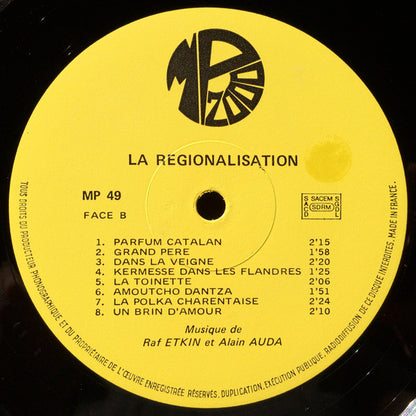 MP 2000
LA REGIONALISATION
MP 49
FACE B
SACEM
SACD SDRM SGDL
1. PARFUM CATALAN 2'15
2. GRAND PERE 1'58
3. DANS LA VEIGNE 2'20
4. KERMESSE DANS LES FLANDRES 1'25
5. LA TOINETTE 2'06
6. AMOUTCHO DANTZA 1'51
7. LA POLKA CHARENTAISE 2'24
8. UN BRIN D'AMOUR 2'10
Musique de
Raf ETKIN et Alain AUDA
TOUS DROITS DU PRODUCTEUR PHONOGRAPHIQUE ET DU PROPRIÉTAIRE DE L'ŒUVRE ENREGISTRÉE RÉSERVÉS, DUPLICATION, EXÉCUTION PUBLIQUE, RADIODIFFUSION DE CE DISQUE INTERDITES. MADE IN FRANCE.